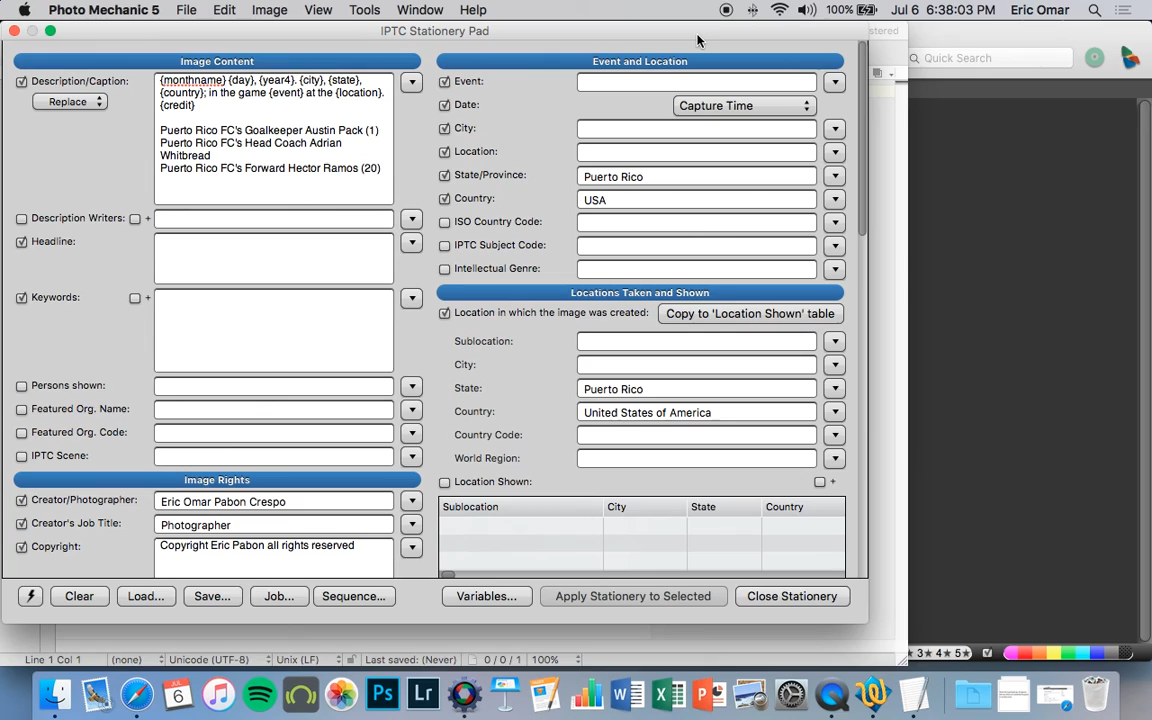 Photo Mechanic 5 File Edit Image View Tools Window Help 100% Jul 6 6:38:03 PM Eric Omar
IPTC Stationery Pad
Quick Search
Image Content
Description/Caption:
Replace
{monthname} {day}, {year4}. {city}, {state},
{country}; in the game {event} at the {location}.
{credit}
Puerto Rico FC's Goalkeeper Austin Pack (1)
Puerto Rico FC's Head Coach Adrian
Whitbread
Puerto Rico FC's Forward Hector Ramos (20)
Description Writers: +
Headline:
Keywords: +
Persons shown:
Featured Org. Name:
Featured Org. Code:
IPTC Scene:
Image Rights
Creator/Photographer: Eric Omar Pabon Crespo
Creator's Job Title: Photographer
Copyright: Copyright Eric Pabon all rights reserved
Event and Location
Event:
Date: Capture Time
City:
Location:
State/Province: Puerto Rico
Country: USA
ISO Country Code:
IPTC Subject Code:
Intellectual Genre:
Locations Taken and Shown
Location in which the image was created: Copy to 'Location Shown' table
Sublocation:
City:
State: Puerto Rico
Country: United States of America
Country Code:
World Region:
Location Shown: +
Sublocation City State Country
Clear Load... Save... Job... Sequence... Variables... Apply Stationery to Selected Close Stationery
Line 1 Col 1 (none) Unicode (UTF-8) Unix (LF) Last saved: (Never) 0 / 0 / 1 100%
3★ 4★ 5★
6
Ps Lr